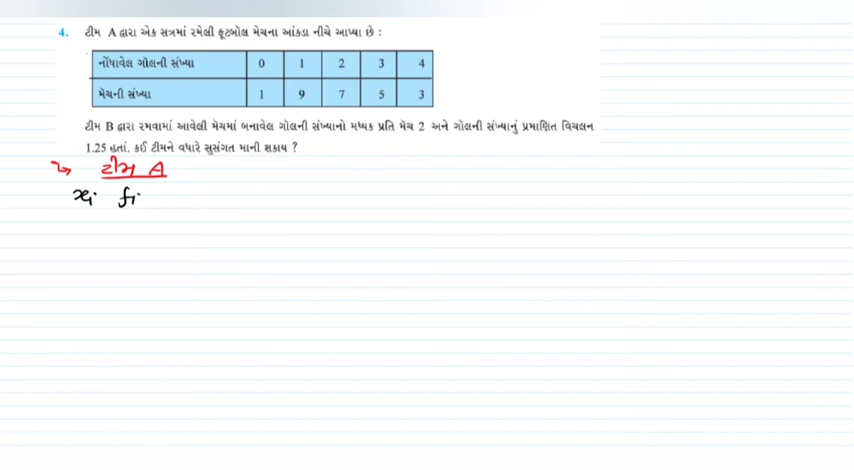 4. ટીમ A દ્વારા એક સત્રમાં રમેલી ફૂટબૉલ મેચના આંકડા નીચે આપ્યા છે :
નોંધાવેલ ગોલની સંખ્યા 0 1 2 3 4
મૅચની સંખ્યા 1 9 7 5 3
ટીમ B દ્વારા રમવામાં આવેલી મૅચમાં બનાવેલ ગોલની સંખ્યાનો મધ્યક પ્રતિ મૅચ 2 અને ગોલની સંખ્યાનું પ્રમાણિત વિચલન
1.25 હતાં. કઈ ટીમને વધારે સુસંગત માની શકાય ?
ટીમ A
xi fi